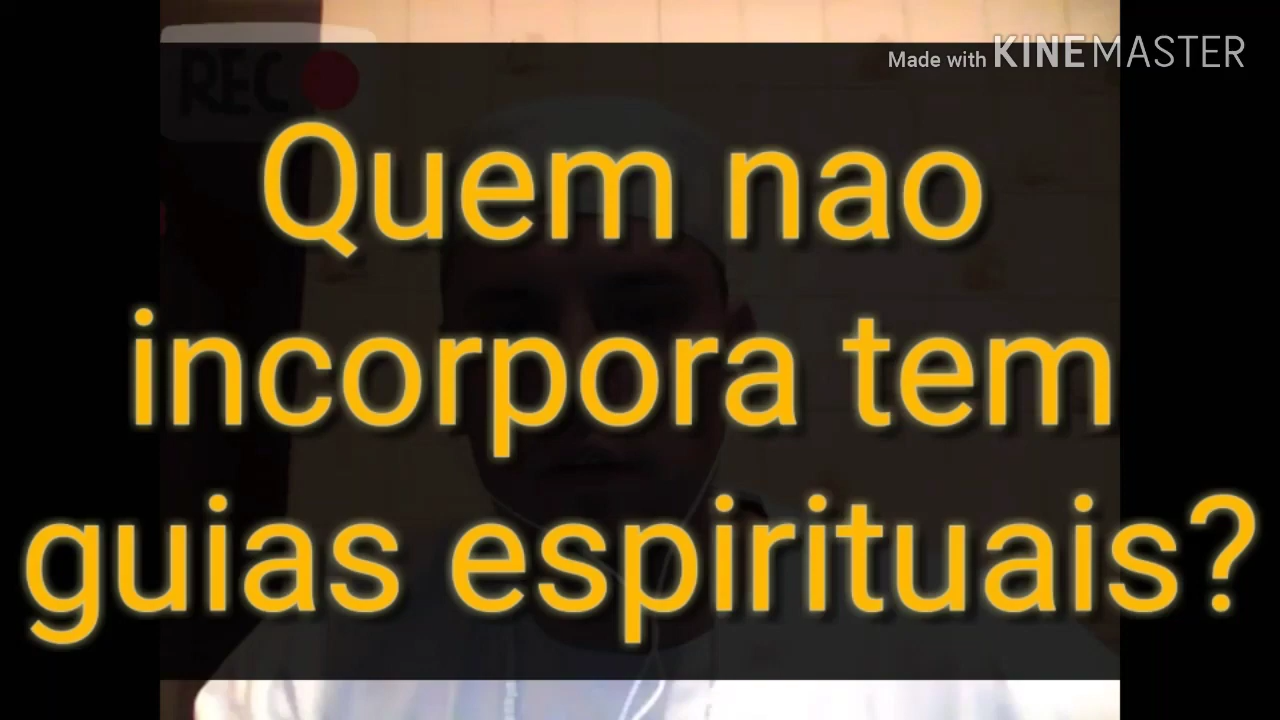 REC
Made with KINEMASTER
Quem nao
incorpora tem
guias espirituais?